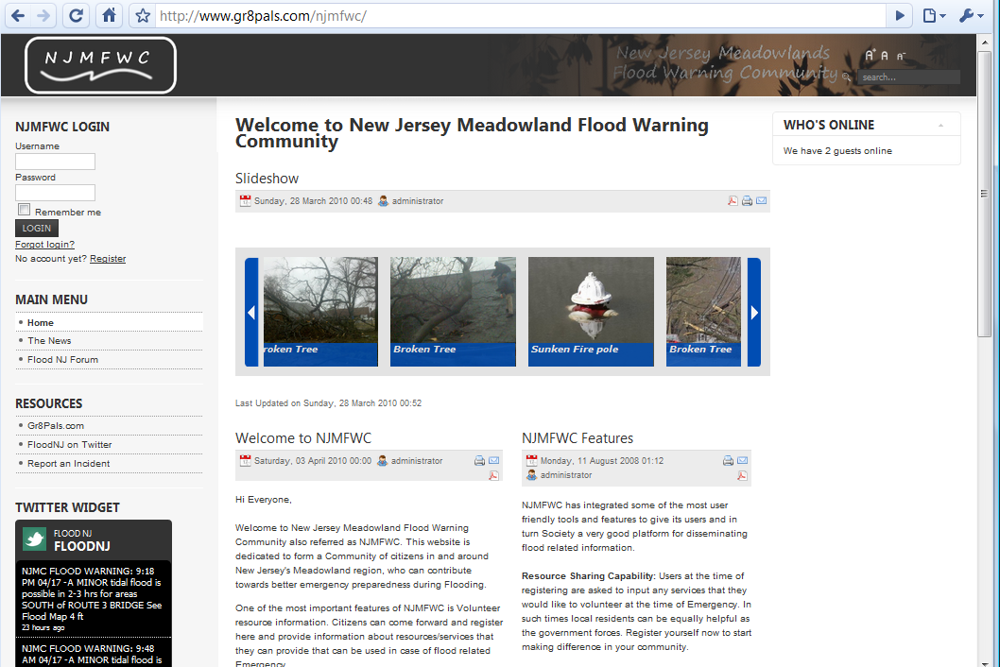 http://www.gr8pals.com/njmfwc/
NJMFWC
New Jersey Meadowlands
Flood Warning Community
A+ A A-
search...
NJMFWC LOGIN
Username
Password
Remember me
LOGIN
Forgot login?
No account yet? Register
MAIN MENU
Home
The News
Flood NJ Forum
RESOURCES
Gr8Pals.com
FloodNJ on Twitter
Report an Incident
TWITTER WIDGET
FLOOD NJ
FLOODNJ
NJMC FLOOD WARNING: 9:18
PM 04/17 -A MINOR tidal flood is
possible in 2-3 hrs for areas
SOUTH of ROUTE 3 BRIDGE See
Flood Map 4 ft
23 hours ago
NJMC FLOOD WARNING: 9:48
AM 04/17 -A MINOR tidal flood is
Welcome to New Jersey Meadowland Flood Warning
Community
Slideshow
Sunday, 28 March 2010 00:48 administrator
roken Tree
Broken Tree
Sunken Fire pole
Broken Tree
Last Updated on Sunday, 28 March 2010 00:52
Welcome to NJMFWC
Saturday, 03 April 2010 00:00 administrator
Hi Everyone,
Welcome to New Jersey Meadowland Flood Warning
Community also referred as NJMFWC. This website is
dedicated to form a Community of citizens in and around
New Jersey's Meadowland region, who can contribute
towards better emergency preparedness during Flooding.
One of the most important features of NJMFWC is Volunteer
resource information. Citizens can come forward and register
here and provide information about resources/services that
they can provide that can be used in case of flood related
Emergency
NJMFWC Features
Monday, 11 August 2008 01:12
administrator
NJMFWC has integrated some of the most user
friendly tools and features to give its users and in
turn Society a very good platform for disseminating
flood related information.
Resource Sharing Capability: Users at the time of
registering are asked to input any services that they
would like to volunteer at the time of Emergency. In
such times local residents can be equally helpful as
the government forces. Register yourself now to start
making difference in your community.
WHO'S ONLINE
We have 2 guests online